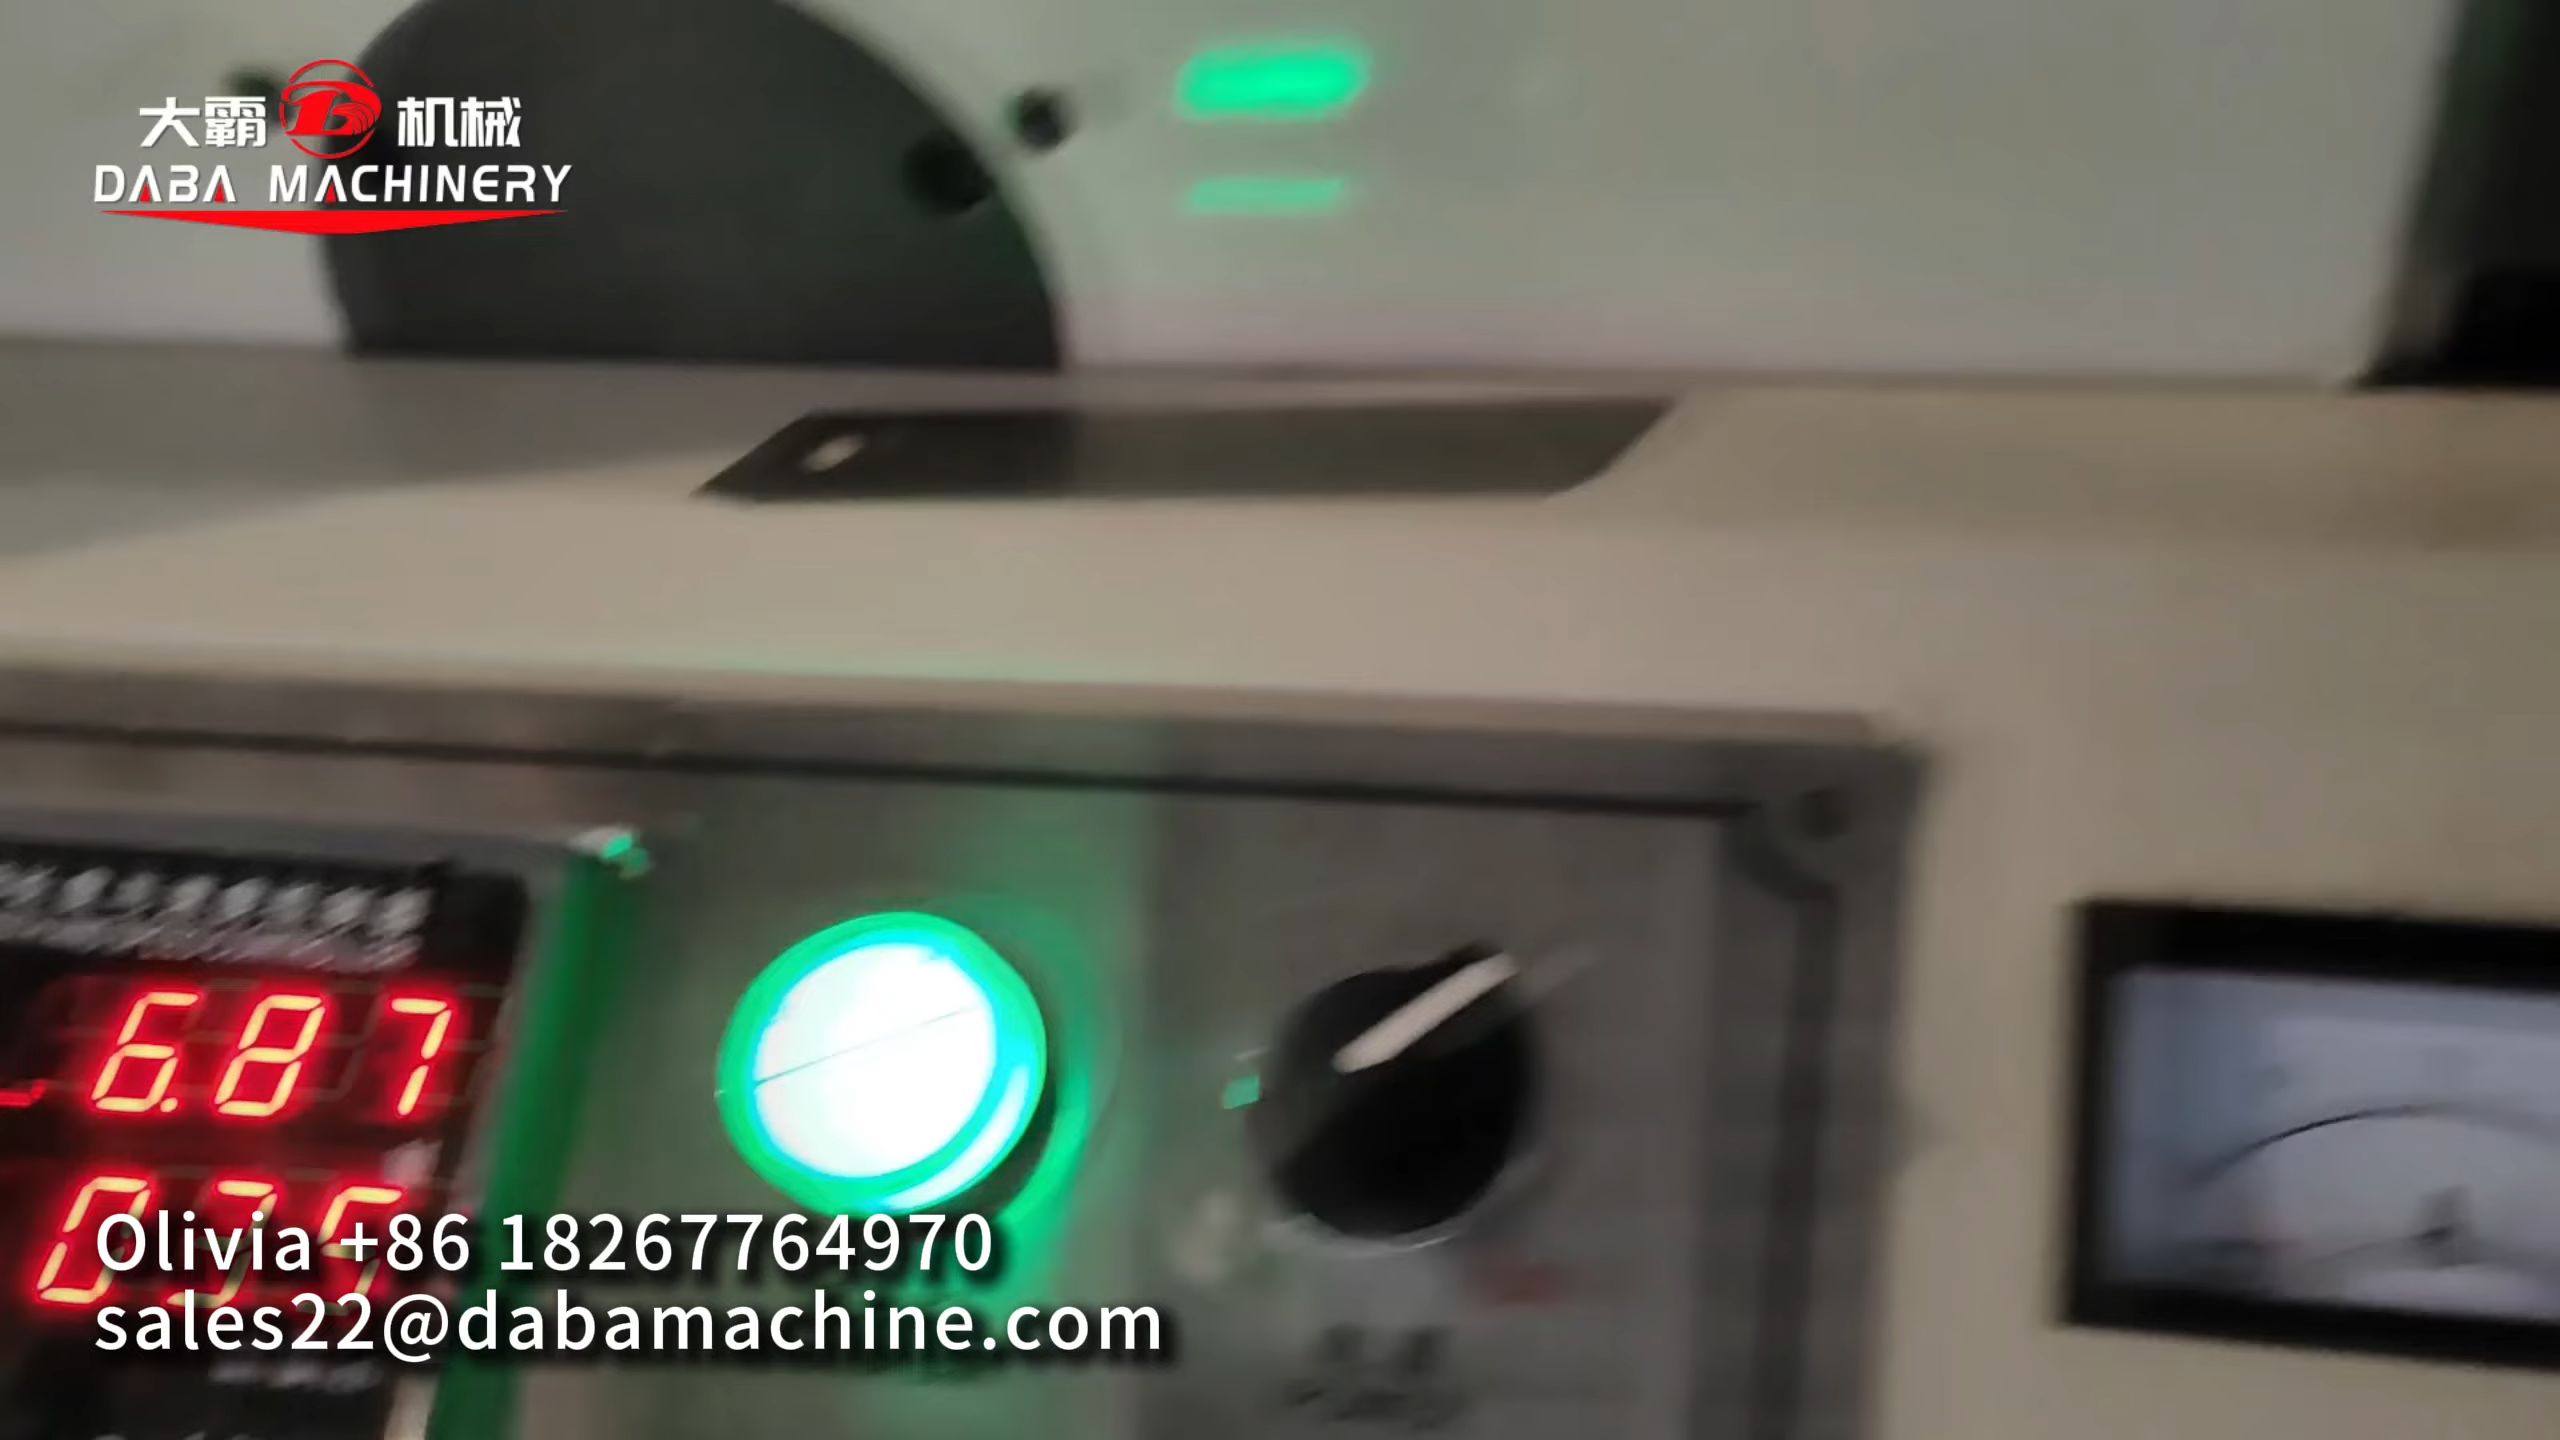 大霸 机械
DABA MACHINERY
6.87
Olivia +86 18267764970
sales22@dabamachine.com